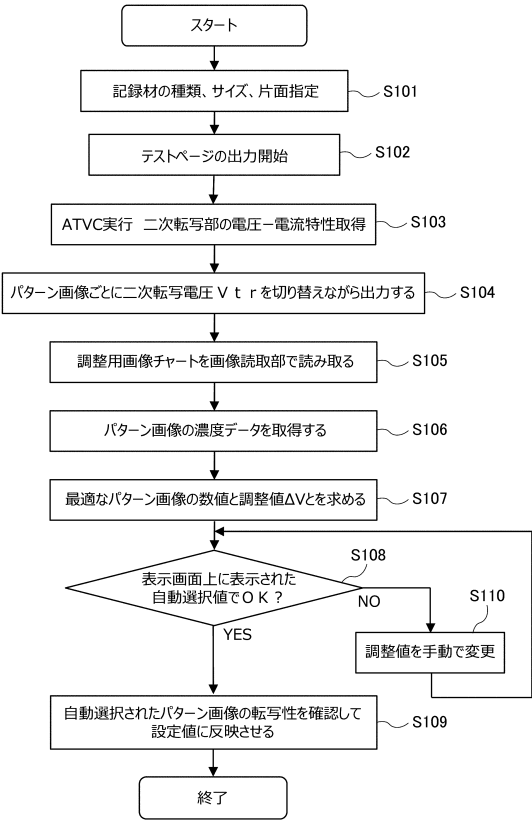 スタート
記録材の種類、サイズ、片面指定
S101
テストページの出力開始
S102
ATVC実行　二次転写部の電圧－電流特性取得
S103
パターン画像ごとに二次転写電圧Ｖｔｒを切り替えながら出力する
S104
調整用画像チャートを画像読取部で読み取る
S105
パターン画像の濃度データを取得する
S106
最適なパターン画像の数値と調整値ΔVとを求める
S107
S108
表示画面上に表示された
自動選択値でＯＫ？
NO
YES
S110
調整値を手動で変更
自動選択されたパターン画像の転写性を確認して
設定値に反映させる
S109
終了